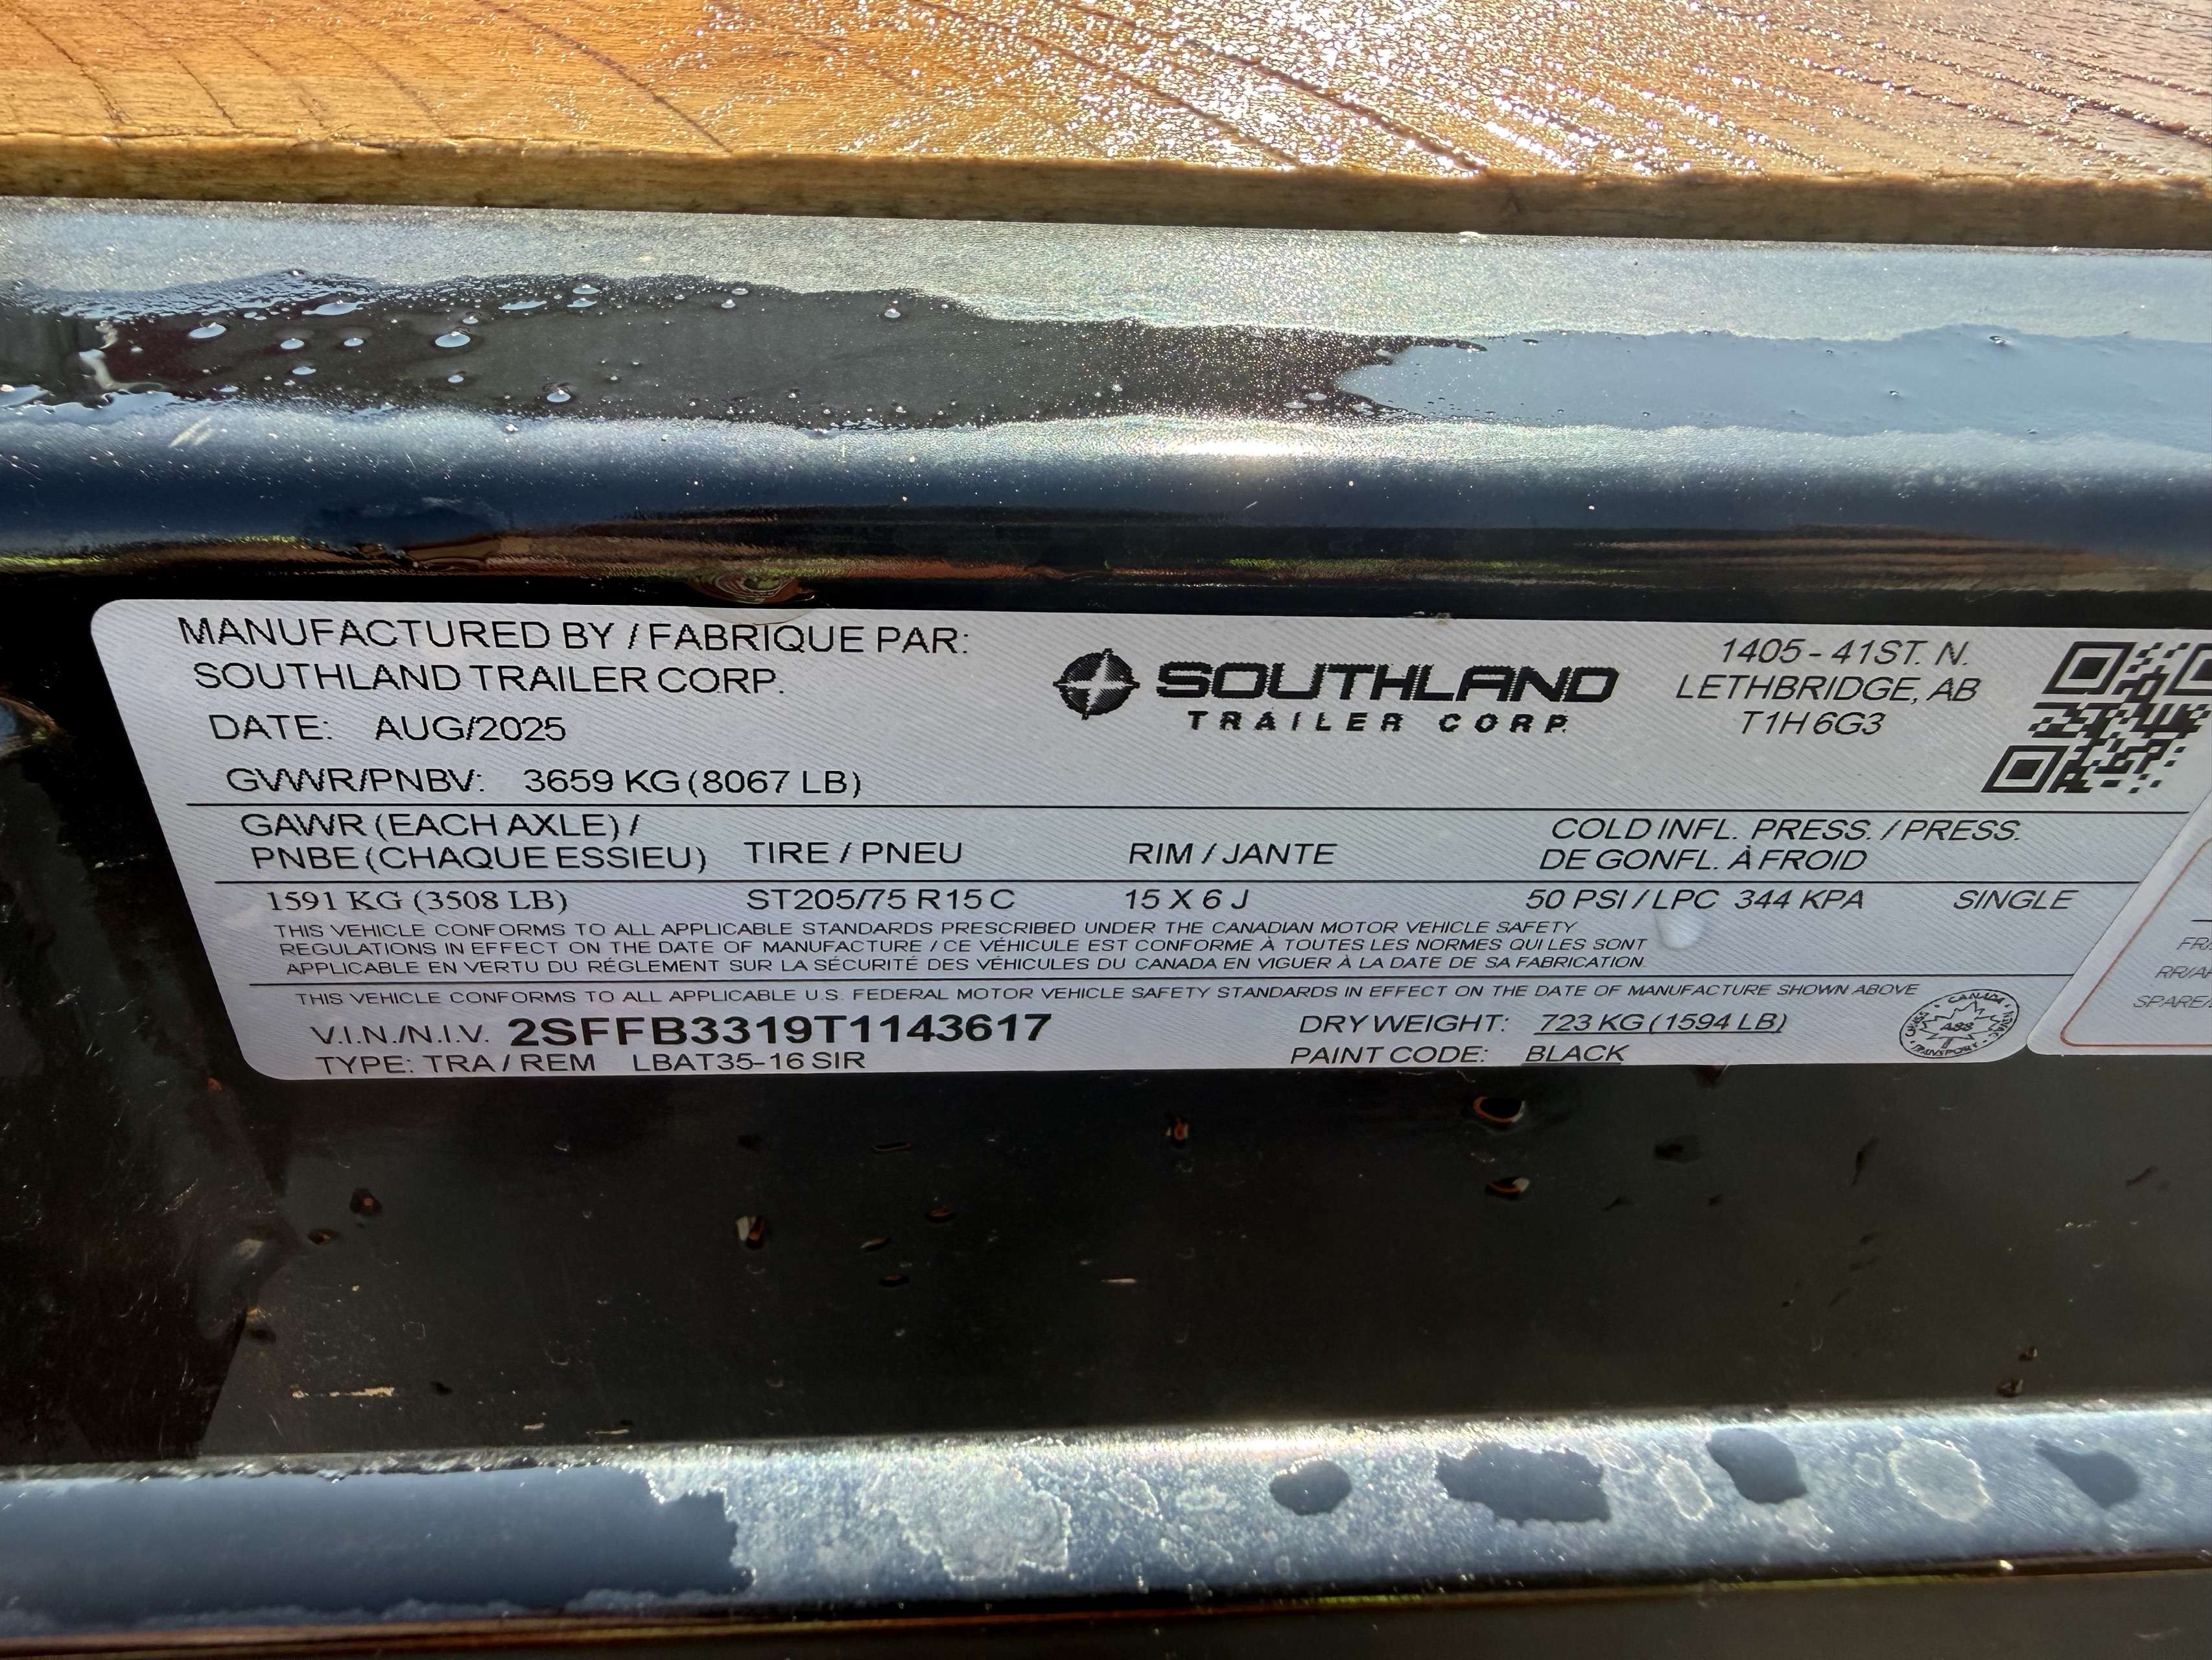 MANUFACTURED BY / FABRIQUE PAR:
SOUTHLAND TRAILER CORP.
DATE: AUG/2025
GVWR/PNBV: 3659 KG (8067 LB)
SOUTHLAND
TRAILER CORP.
1405 - 41ST. N.
LETHBRIDGE, AB
T1H 6G3
GAWR (EACH AXLE) /
PNBE (CHAQUE ESSIEU)
TIRE / PNEU
RIM / JANTE
COLD INFL. PRESS. / PRESS.
DE GONFL. À FROID
1591 KG (3508 LB) ST205/75 R15 C 15 X 6 J 50 PSI / LPC 344 KPA SINGLE
THIS VEHICLE CONFORMS TO ALL APPLICABLE STANDARDS PRESCRIBED UNDER THE CANADIAN MOTOR VEHICLE SAFETY
REGULATIONS IN EFFECT ON THE DATE OF MANUFACTURE / CE VÉHICULE EST CONFORME À TOUTES LES NORMES QUI LES SONT
APPLICABLE EN VERTU DU RÉGLEMENT SUR LA SÉCURITÉ DES VÉHICULES DU CANADA EN VIGUER À LA DATE DE SA FABRICATION.
THIS VEHICLE CONFORMS TO ALL APPLICABLE U.S. FEDERAL MOTOR VEHICLE SAFETY STANDARDS IN EFFECT ON THE DATE OF MANUFACTURE SHOWN ABOVE
V.I.N./N.I.V. 2SFFB3319T1143617 DRY WEIGHT: 723 KG (1594 LB)
TYPE: TRA / REM LBAT35-16 SIR PAINT CODE: BLACK
CANADA
TRANSPORT